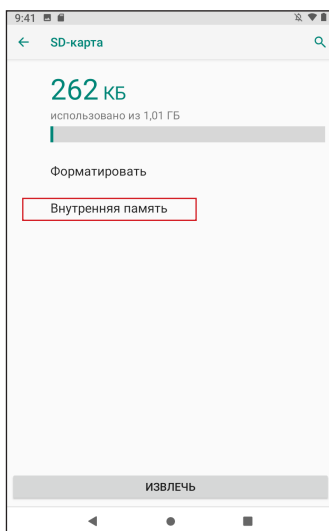 9:41
SD-карта
262 КБ
использовано из 1,01 ГБ
Форматировать
Внутренняя память
ИЗВЛЕЧЬ